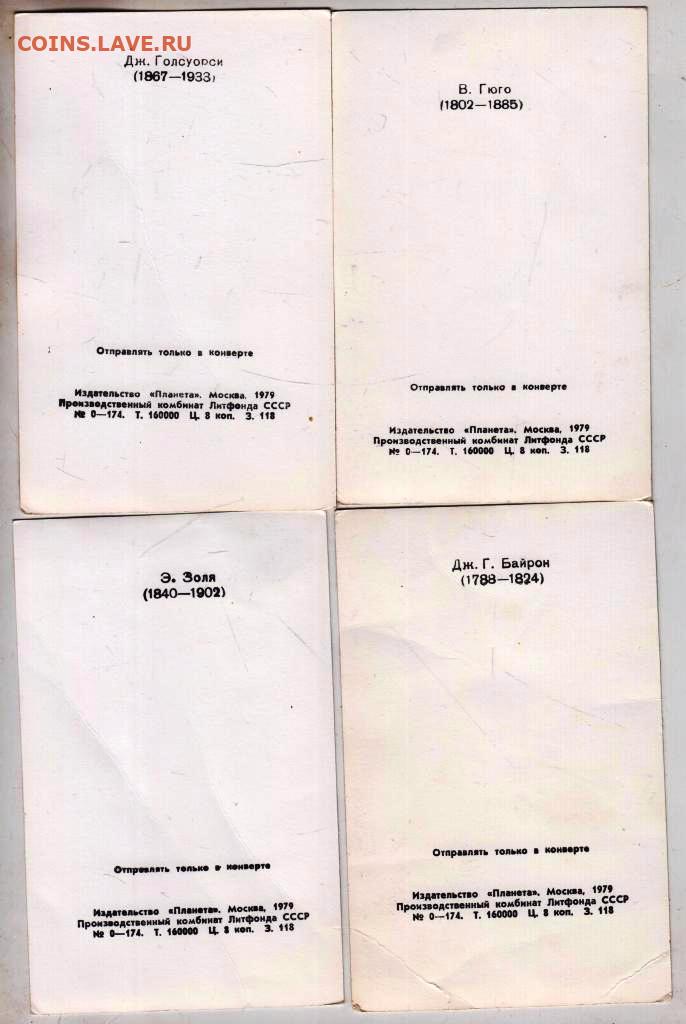 COINS.LAVE.RU
Дж. Голсуорси
(1867—1933)
Отправлять только в конверте
Издательство «Планета». Москва, 1979
Производственный комбинат Литфонда СССР
№ 0—174. Т. 160000 Ц. 8 коп. З. 118
В. Гюго
(1802—1885)
Отправлять только в конверте
Издательство «Планета». Москва, 1979
Производственный комбинат Литфонда СССР
№ 0—174. Т. 160000 Ц. 8 коп. З. 118
Э. Золя
(1840—1902)
Отправлять только в конверте
Издательство «Планета». Москва, 1979
Производственный комбинат Литфонда СССР
№ 0—174. Т. 160000 Ц. 8 коп. З. 118
Дж. Г. Байрон
(1788—1824)
Отправлять только в конверте
Издательство «Планета». Москва, 1979
Производственный комбинат Литфонда СССР
№ 0—174. Т. 160000 Ц. 8 коп. З. 118